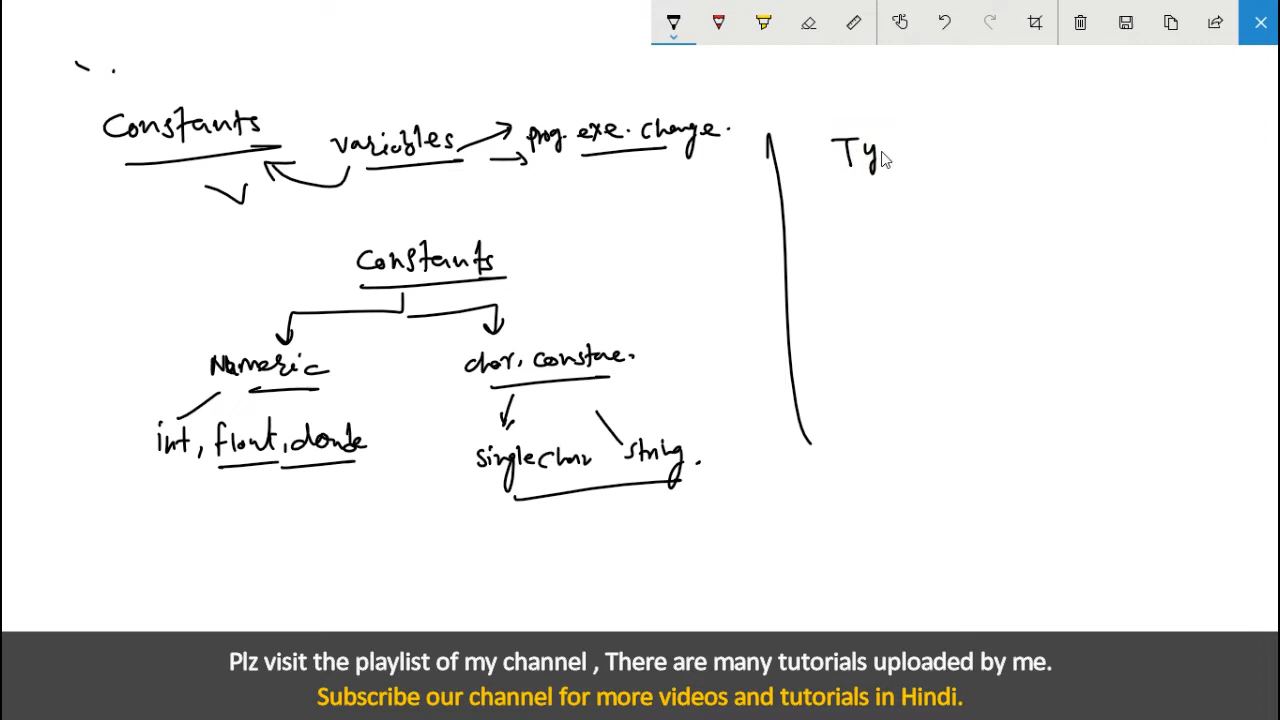 Constants
variables
prog. exe. change.
Ty
Constants
Numeric
char. constae.
int, float, double
single char string.
Plz visit the playlist of my channel , There are many tutorials uploaded by me.
Subscribe our channel for more videos and tutorials in Hindi.